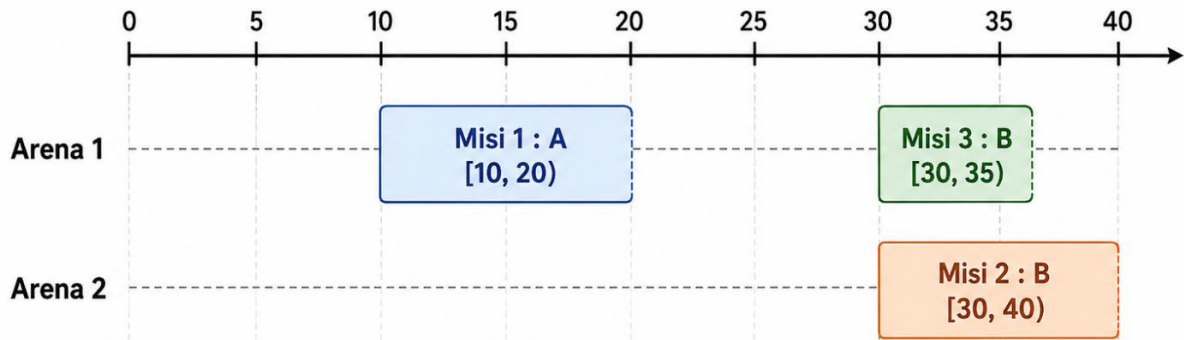 0 5 10 15 20 25 30 35 40
Arena 1
Misi 1 : A
[10, 20)
Misi 3 : B
[30, 35)
Arena 2
Misi 2 : B
[30, 40)